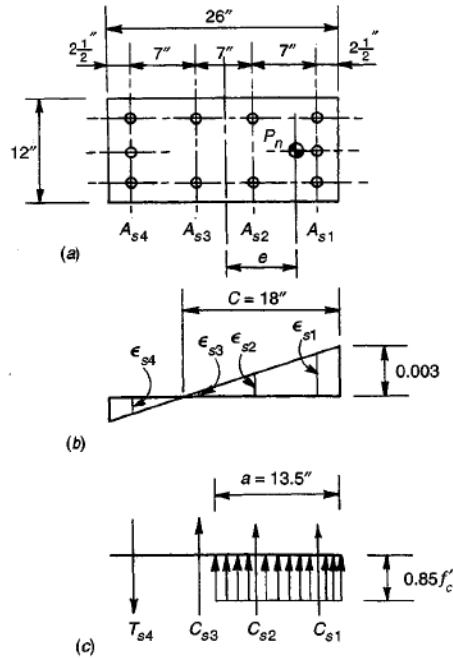 26″
2 1/2″ 7″ 7″ 7″ 2 1/2″
12″
P_n
A_s4 A_s3 A_s2 A_s1
(a)
e
C = 18″
ϵ_s4 ϵ_s3 ϵ_s2 ϵ_s1
0.003
(b)
a = 13.5″
0.85f′_c
T_s4 C_s3 C_s2 C_s1
(c)